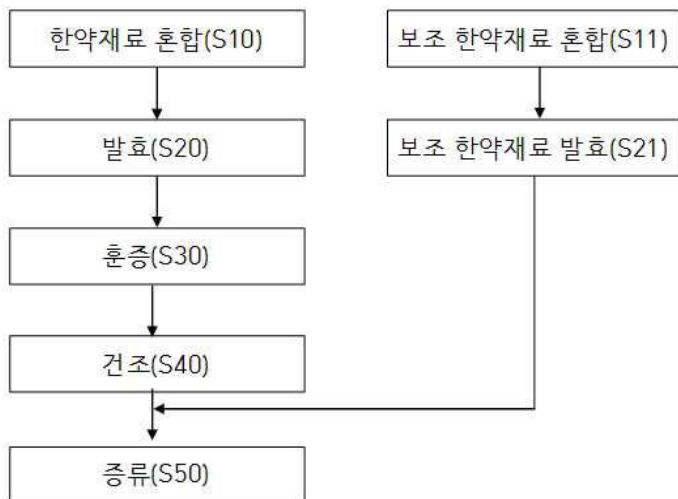 한약재료 혼합(S10)
보조 한약재료 혼합(S11)
발효(S20)
보조 한약재료 발효(S21)
훈증(S30)
건조(S40)
증류(S50)